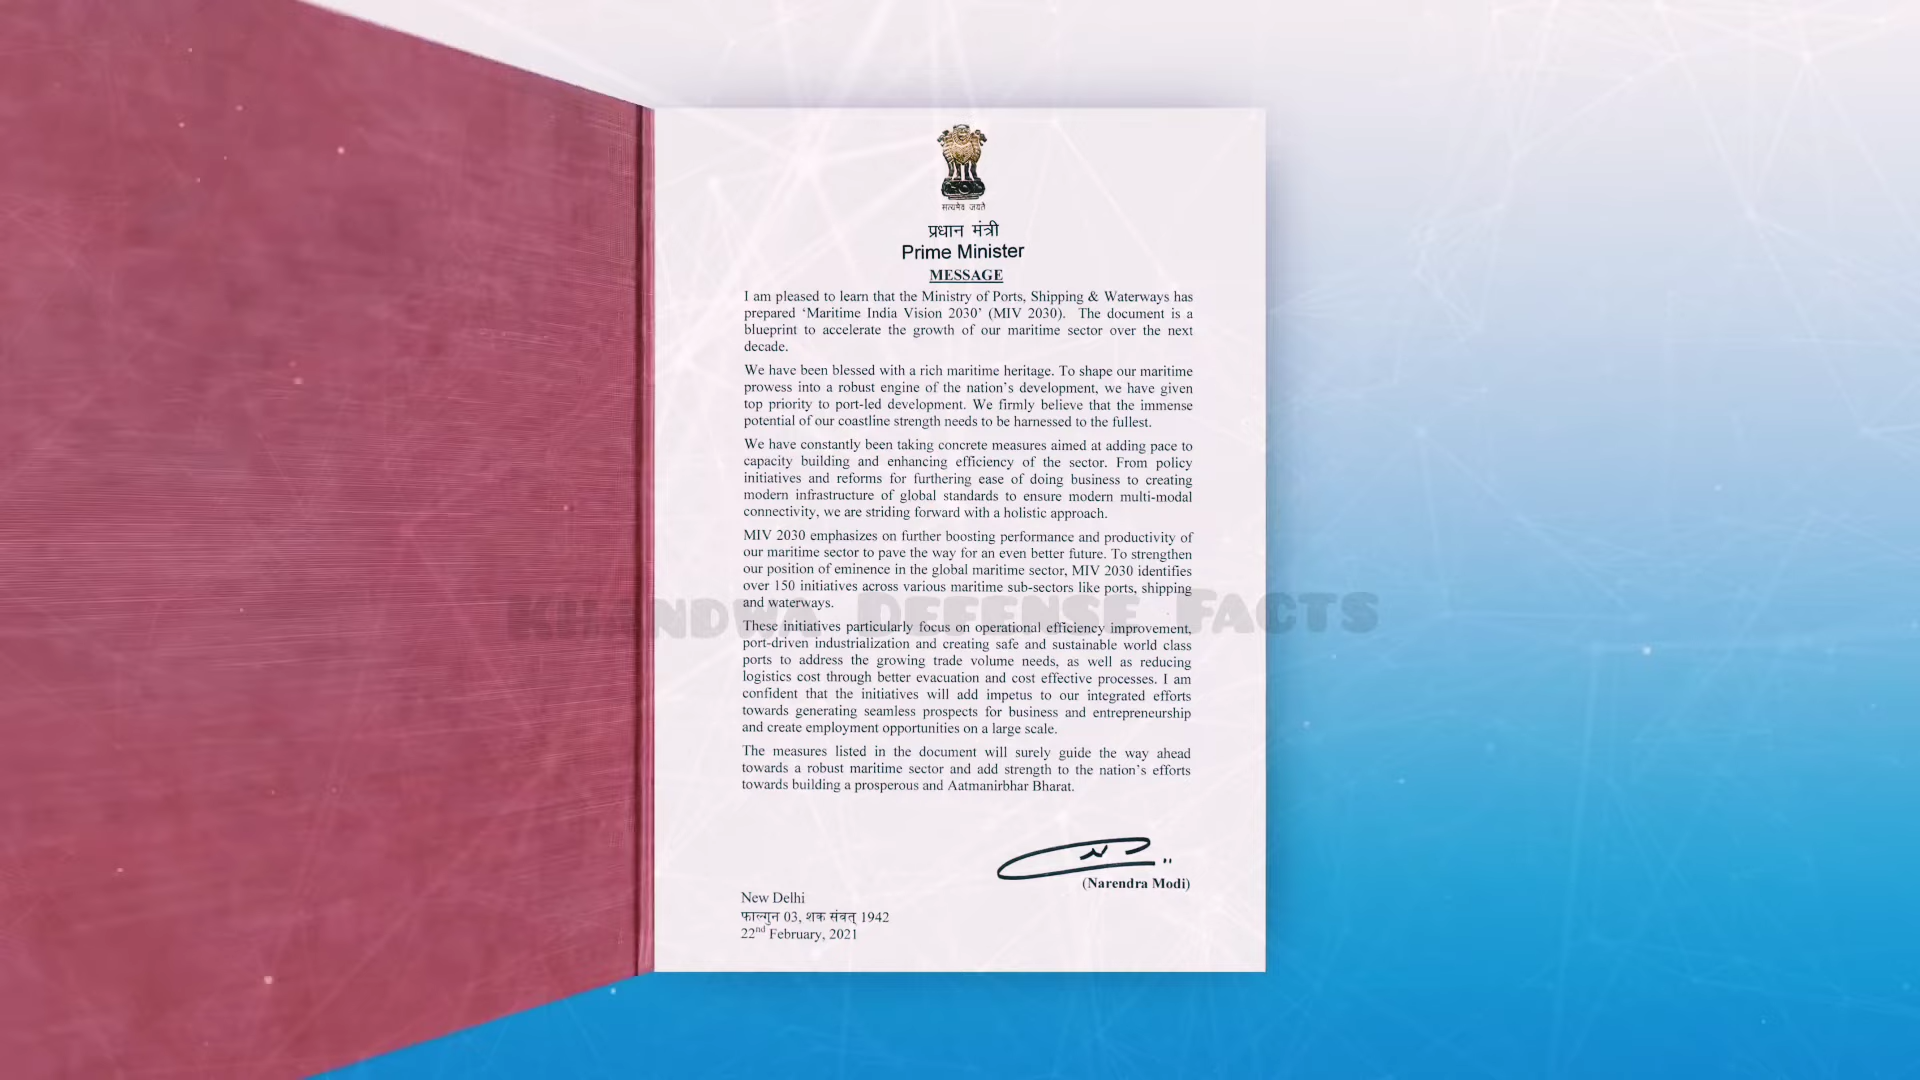 सत्यमेव जयते
प्रधान मंत्री
Prime Minister
MESSAGE
I am pleased to learn that the Ministry of Ports, Shipping & Waterways has
prepared ‘Maritime India Vision 2030’ (MIV 2030). The document is a
blueprint to accelerate the growth of our maritime sector over the next
decade.
We have been blessed with a rich maritime heritage. To shape our maritime
prowess into a robust engine of the nation’s development, we have given
top priority to port-led development. We firmly believe that the immense
potential of our coastline strength needs to be harnessed to the fullest.
We have constantly been taking concrete measures aimed at adding pace to
capacity building and enhancing efficiency of the sector. From policy
initiatives and reforms for furthering ease of doing business to creating
modern infrastructure of global standards to ensure modern multi-modal
connectivity, we are striding forward with a holistic approach.
MIV 2030 emphasizes on further boosting performance and productivity of
our maritime sector to pave the way for an even better future. To strengthen
our position of eminence in the global maritime sector, MIV 2030 identifies
over 150 initiatives across various maritime sub-sectors like ports, shipping
and waterways.
Khandwa Defense Facts
These initiatives particularly focus on operational efficiency improvement,
port-driven industrialization and creating safe and sustainable world class
ports to address the growing trade volume needs, as well as reducing
logistics cost through better evacuation and cost effective processes. I am
confident that the initiatives will add impetus to our integrated efforts
towards generating seamless prospects for business and entrepreneurship
and create employment opportunities on a large scale.
The measures listed in the document will surely guide the way ahead
towards a robust maritime sector and add strength to the nation’s efforts
towards building a prosperous and Aatmanirbhar Bharat.
(Narendra Modi)
New Delhi
फाल्गुन 03, शक संवत् 1942
22nd February, 2021